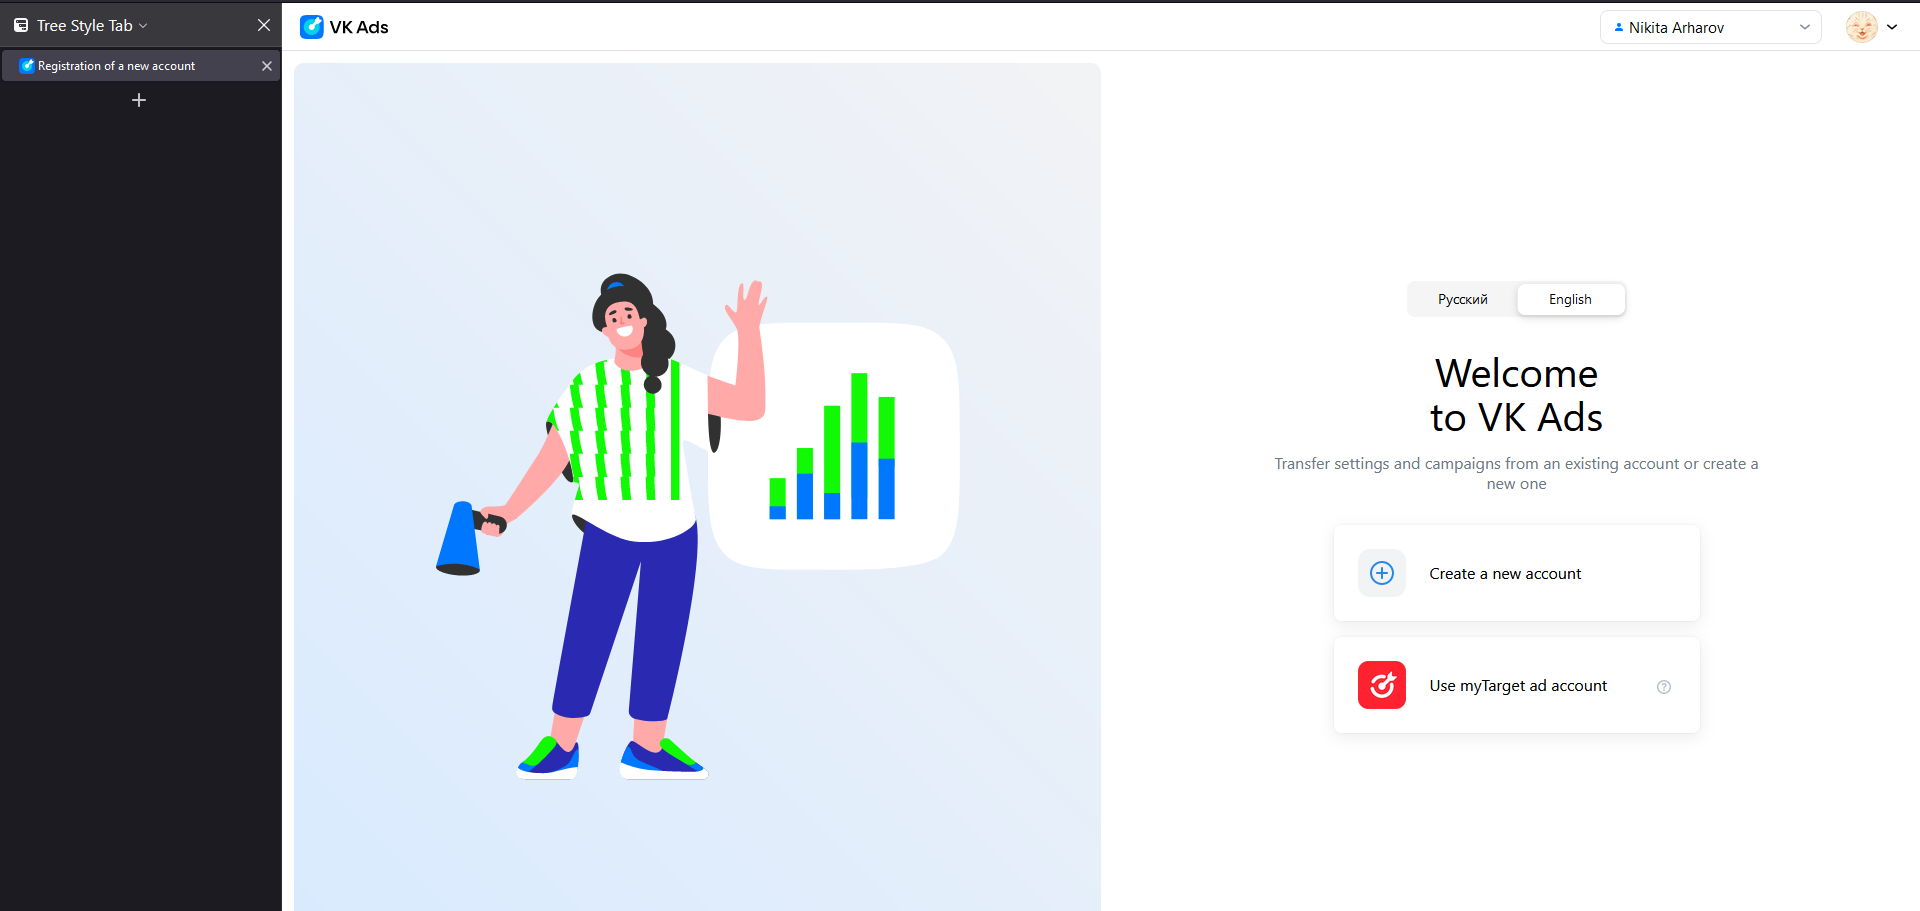 Tree Style Tab
Registration of a new account
VK Ads
Nikita Arharov
Русский
English
Welcome
to VK Ads
Transfer settings and campaigns from an existing account or create a
new one
Create a new account
Use myTarget ad account